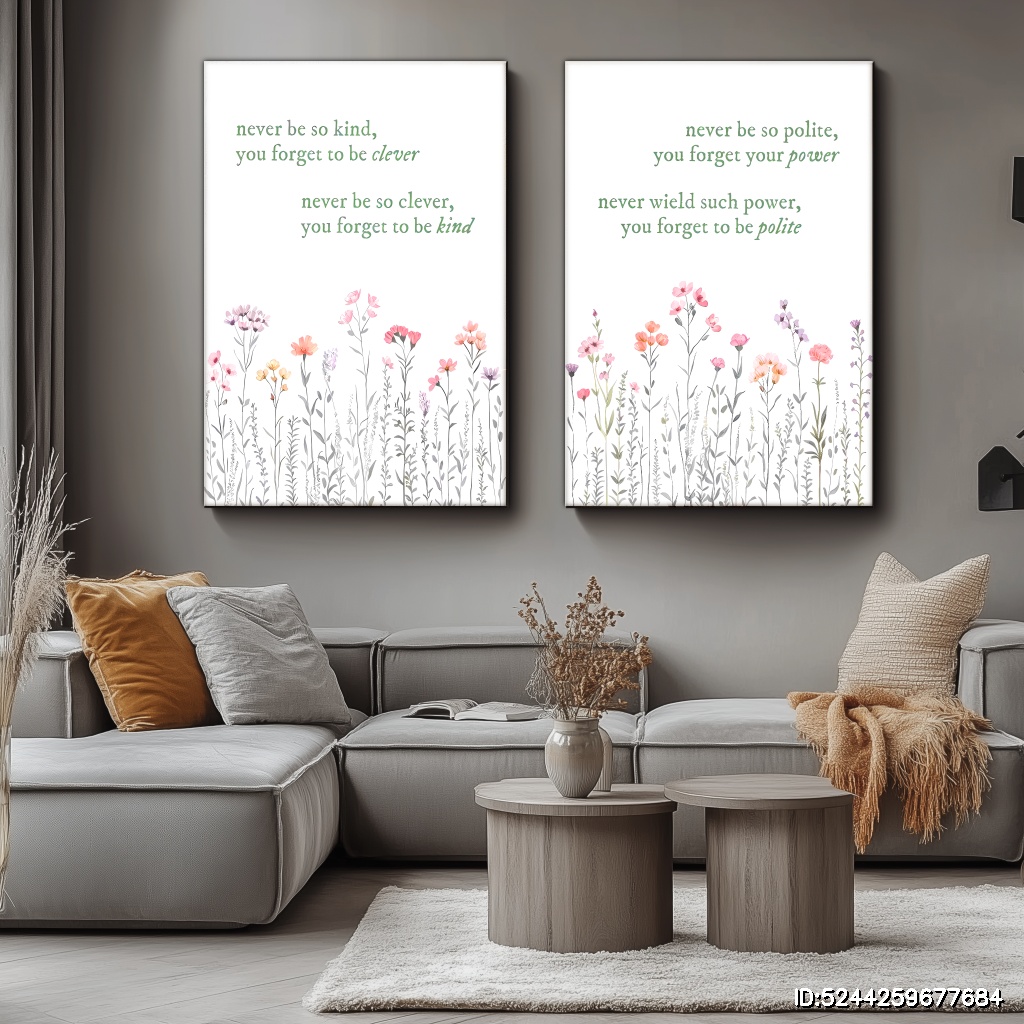 never be so kind,
you forget to be clever
never be so clever,
you forget to be kind
never be so polite,
you forget your power
never wield such power,
you forget to be polite
ID:5244259677684